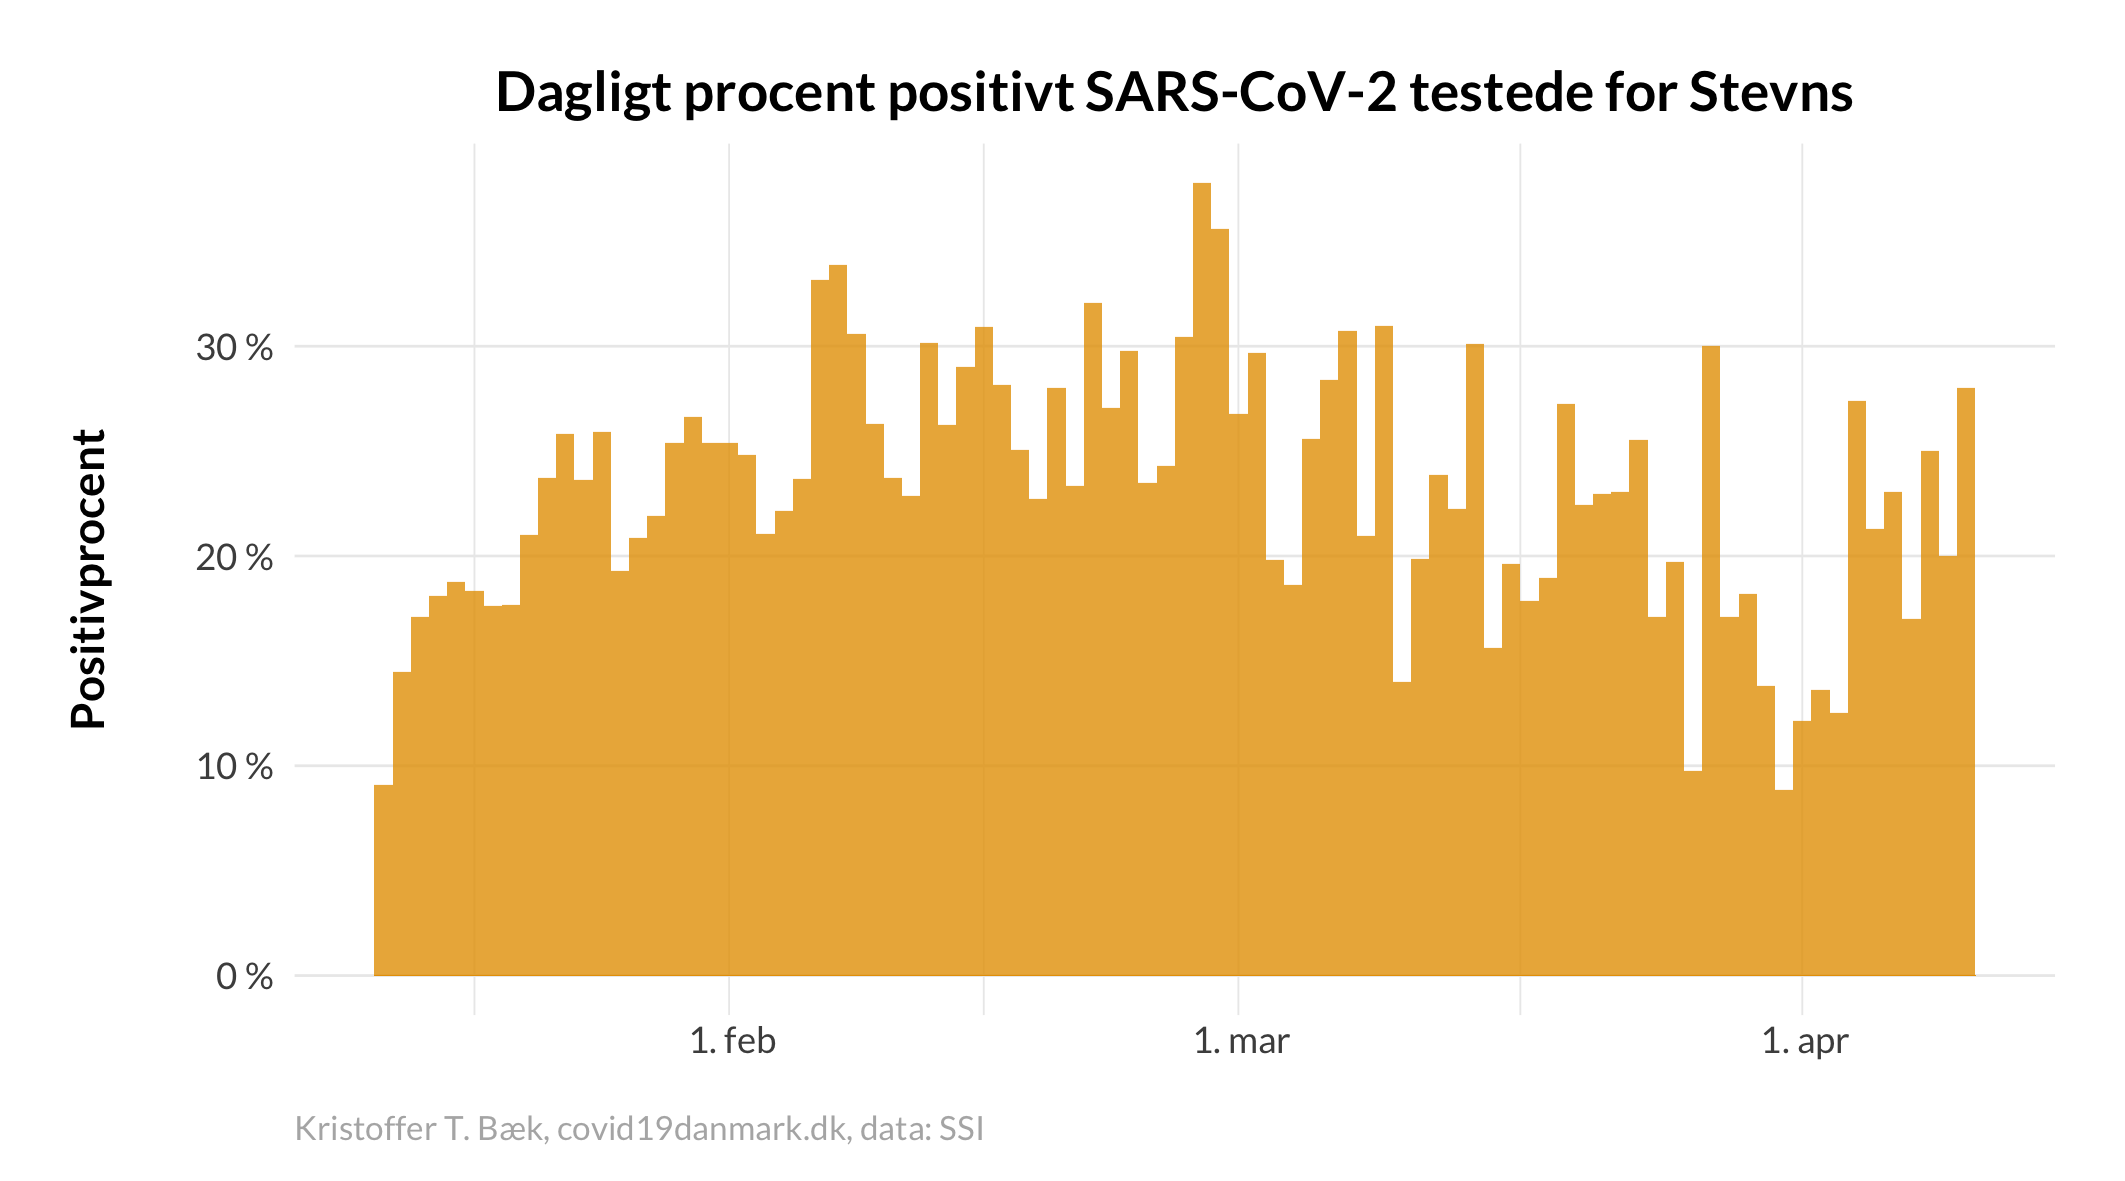 Dagligt procent positivt SARS-CoV-2 testede for Stevns
Positivprocent
30 %
20 %
10 %
0 %
1. feb
1. mar
1. apr
Kristoffer T. Bæk, covid19danmark.dk, data: SSI